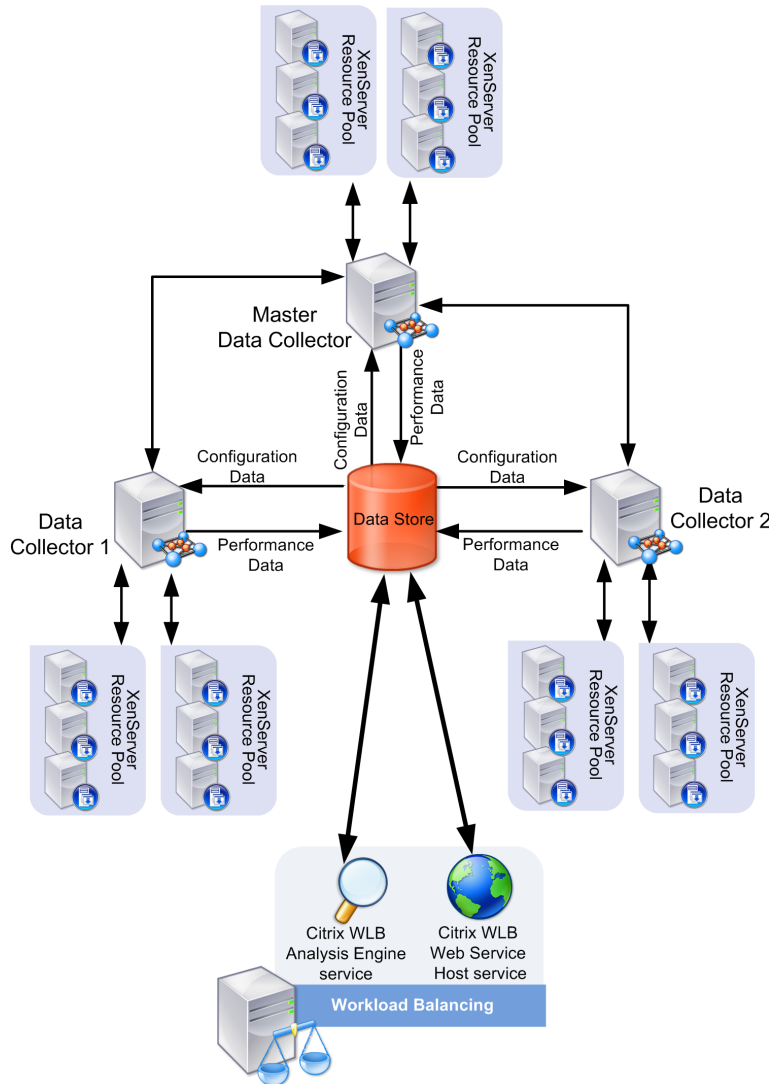 XenServer
Resource Pool
XenServer
Resource Pool
Master
Data Collector
Configuration
Data
Performance
Data
Configuration
Data
Configuration
Data
Data
Collector 1
Data Store
Data
Collector 2
Performance
Data
Performance
Data
XenServer
Resource Pool
XenServer
Resource Pool
XenServer
Resource Pool
XenServer
Resource Pool
Citrix WLB
Analysis Engine
service
Citrix WLB
Web Service
Host service
Workload Balancing